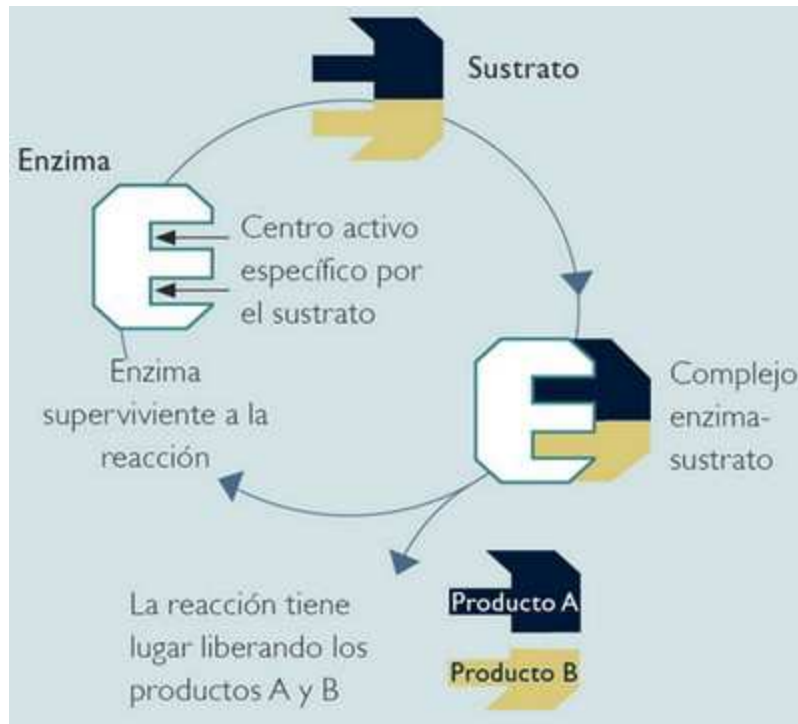 Sustrato
Enzima
Centro activo
específico por
el sustrato
Enzima
superviviente a la
reacción
Complejo
enzima-
sustrato
La reacción tiene
lugar liberando los
productos A y B
Producto A
Producto B